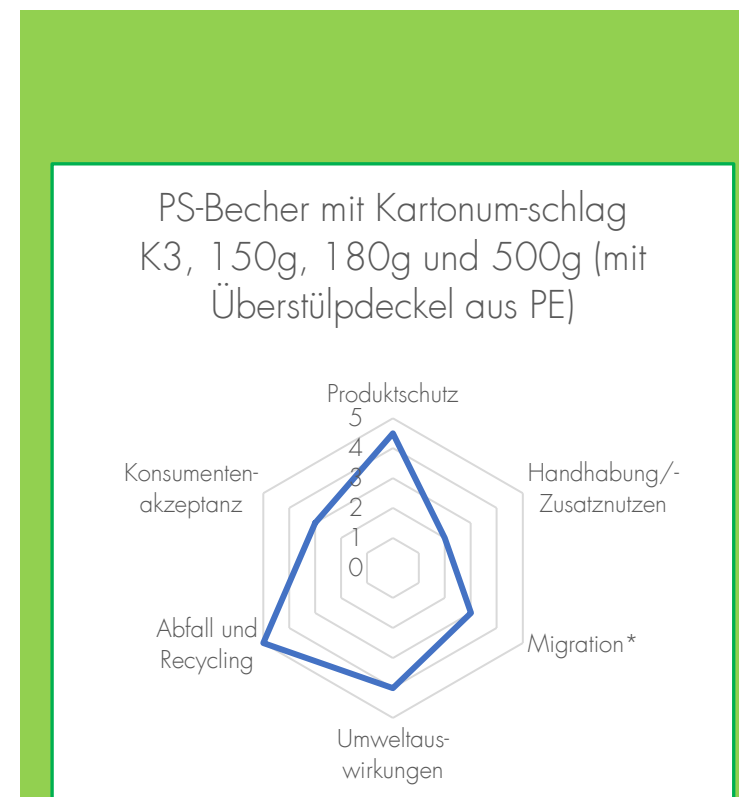 PS-Becher mit Kartonum-schlag
K3, 150g, 180g und 500g (mit
Überstülpdeckel aus PE)
Produktschutz
5
4
3
2
1
0
Konsumenten-
akzeptanz
Handhabung/-
Zusatznutzen
Abfall und
Recycling
Migration*
Umweltaus-
wirkungen